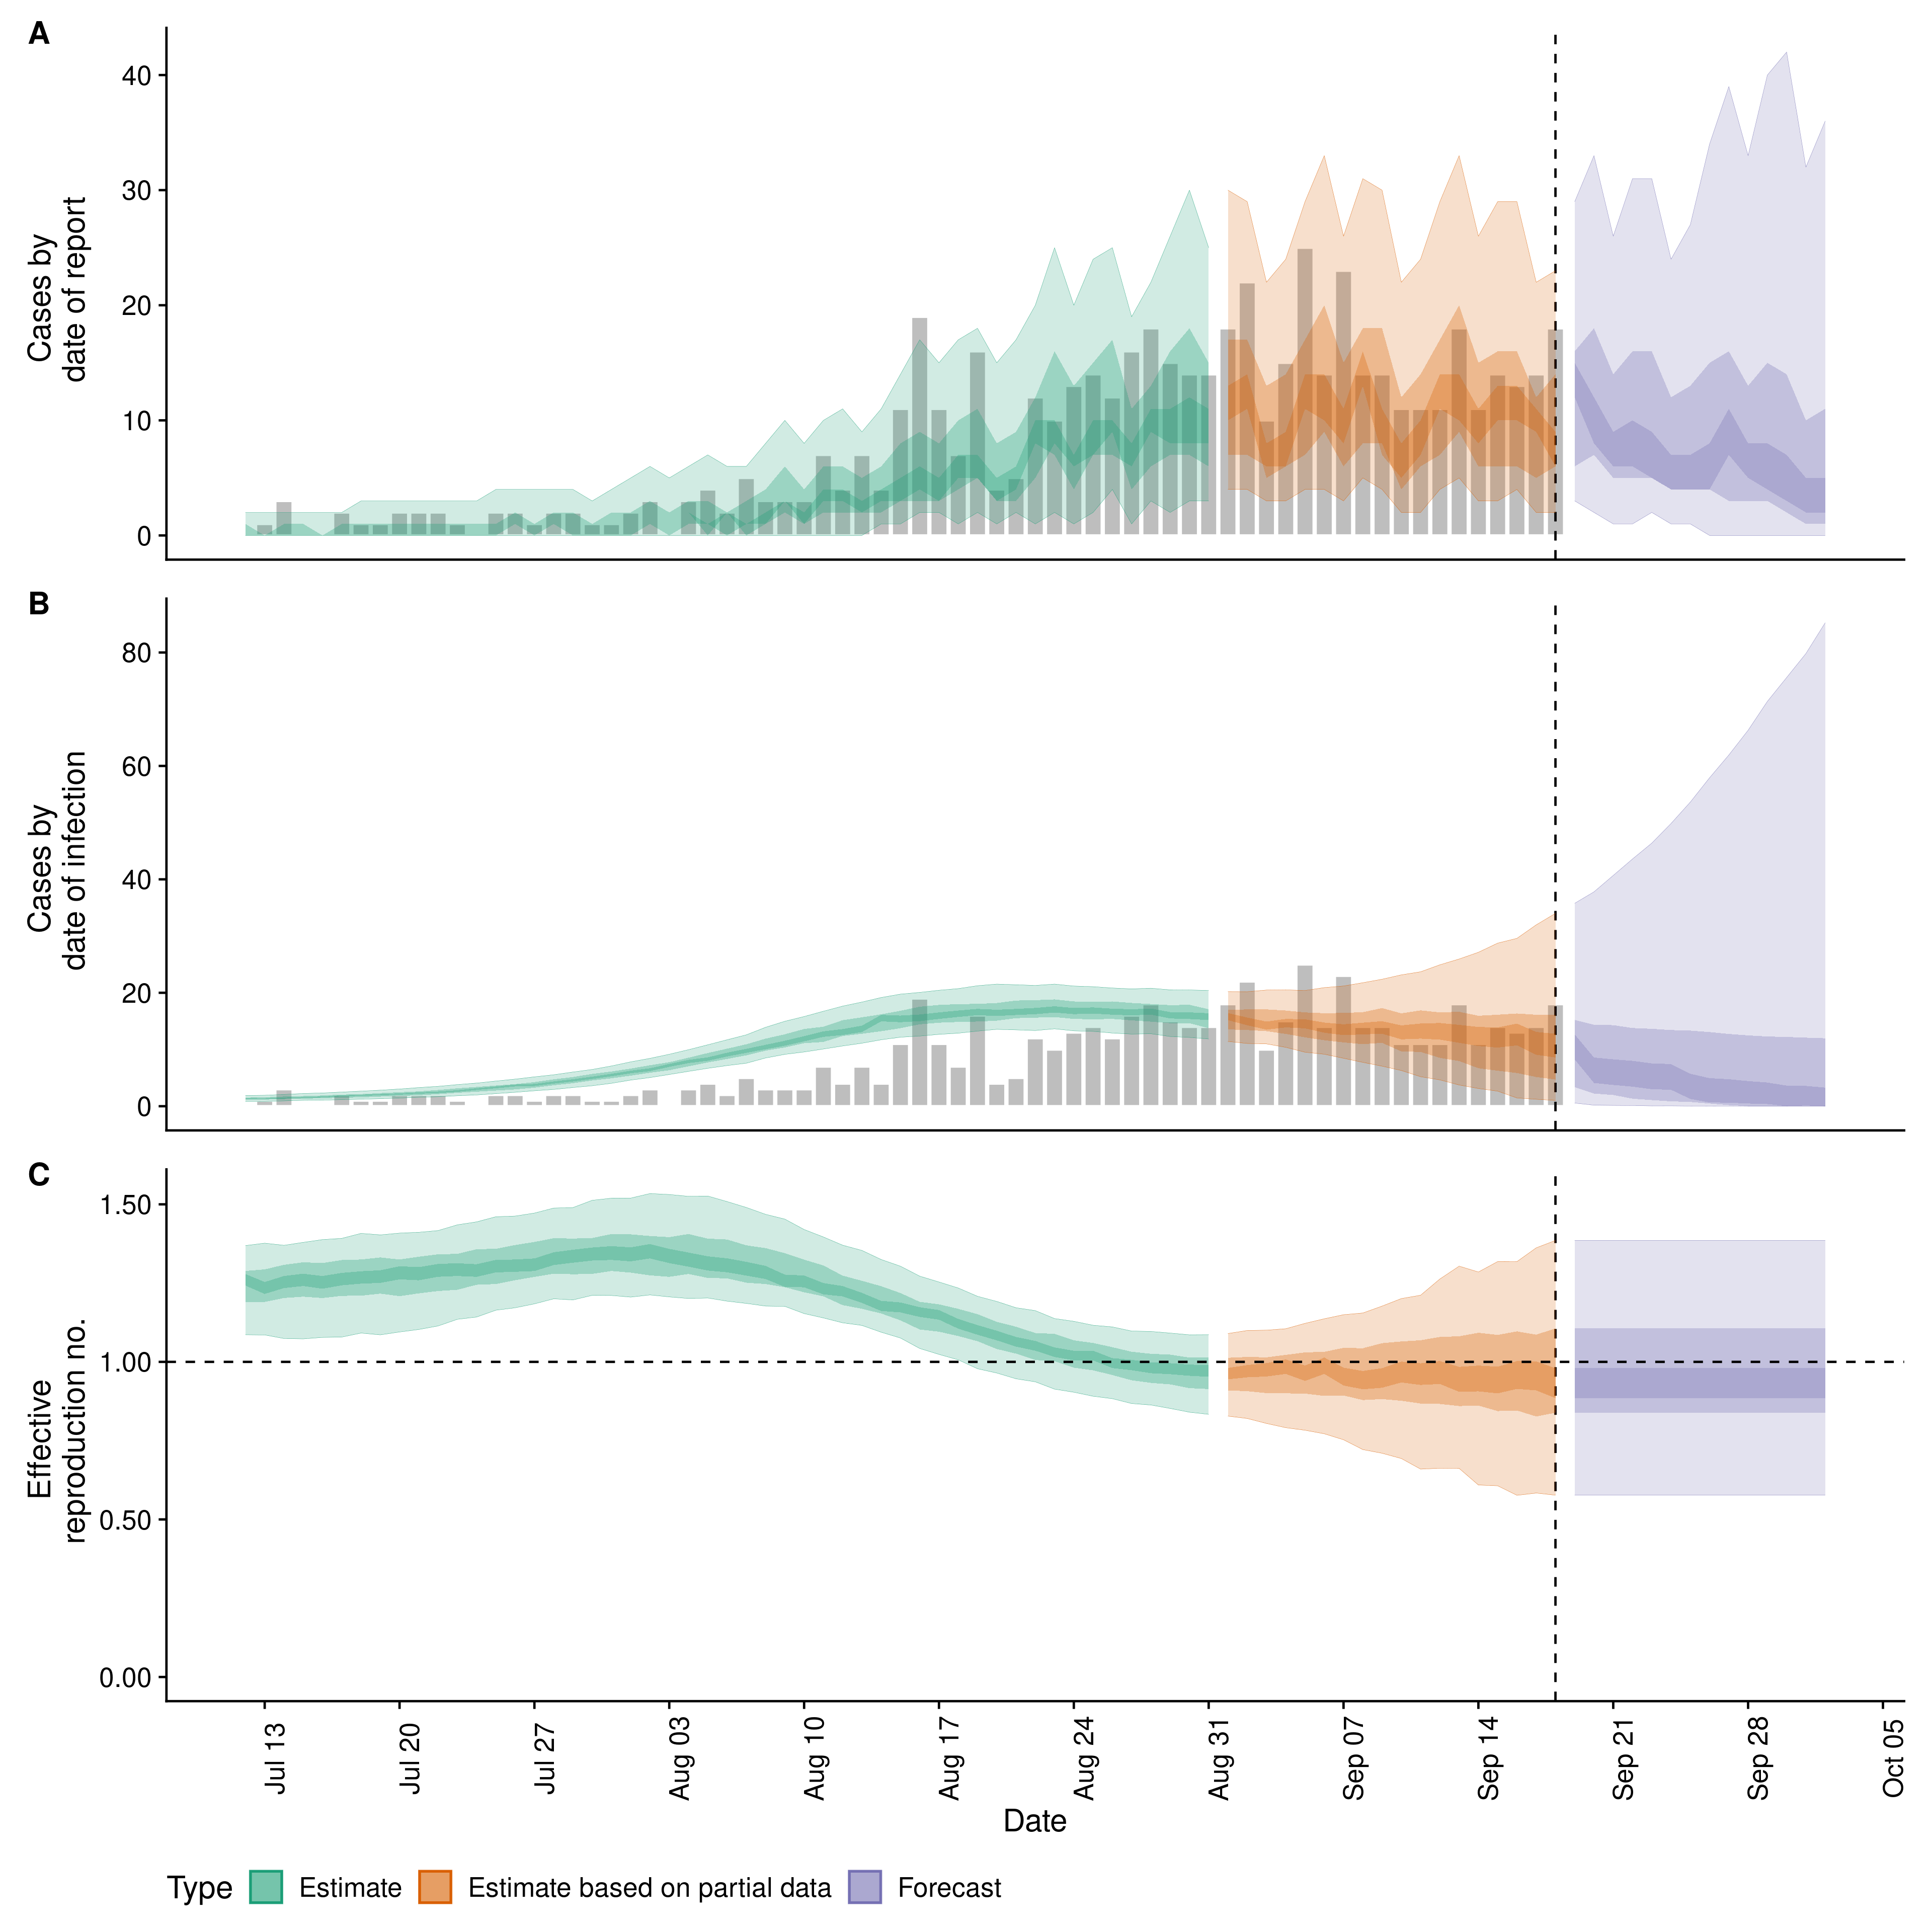 A
Cases by
date of report
40
30
20
10
0
B
Cases by
date of infection
80
60
40
20
0
C
Effective
reproduction no.
1.50
1.00
0.50
0.00
Jul 13
Jul 20
Jul 27
Aug 03
Aug 10
Aug 17
Aug 24
Aug 31
Sep 07
Sep 14
Sep 21
Sep 28
Oct 05
Date
Type Estimate Estimate based on partial data Forecast